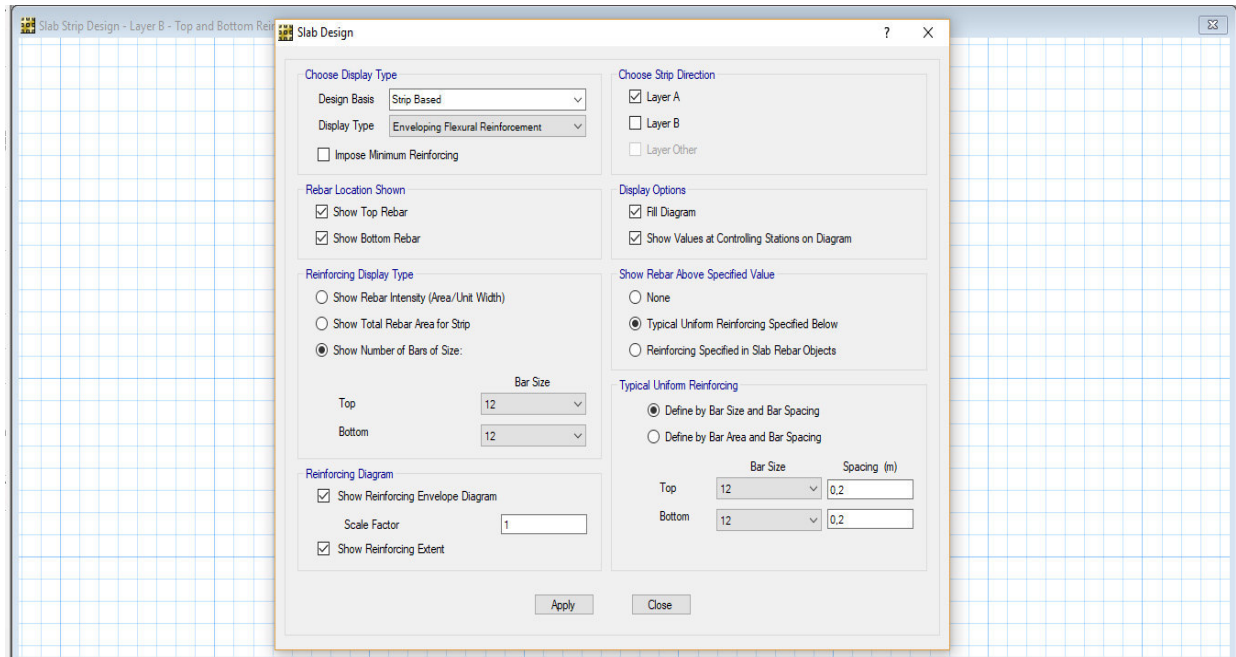 Slab Strip Design - Layer B - Top and Bottom Rei
Slab Design
?
Choose Display Type
Design Basis Strip Based
Display Type Enveloping Flexural Reinforcement
Impose Minimum Reinforcing
Rebar Location Shown
Show Top Rebar
Show Bottom Rebar
Reinforcing Display Type
Show Rebar Intensity (Area/Unit Width)
Show Total Rebar Area for Strip
Show Number of Bars of Size:
Bar Size
Top 12
Bottom 12
Reinforcing Diagram
Show Reinforcing Envelope Diagram
Scale Factor 1
Show Reinforcing Extent
Choose Strip Direction
Layer A
Layer B
Layer Other
Display Options
Fill Diagram
Show Values at Controlling Stations on Diagram
Show Rebar Above Specified Value
None
Typical Uniform Reinforcing Specified Below
Reinforcing Specified in Slab Rebar Objects
Typical Uniform Reinforcing
Define by Bar Size and Bar Spacing
Define by Bar Area and Bar Spacing
Bar Size Spacing (m)
Top 12 0,2
Bottom 12 0,2
Apply Close